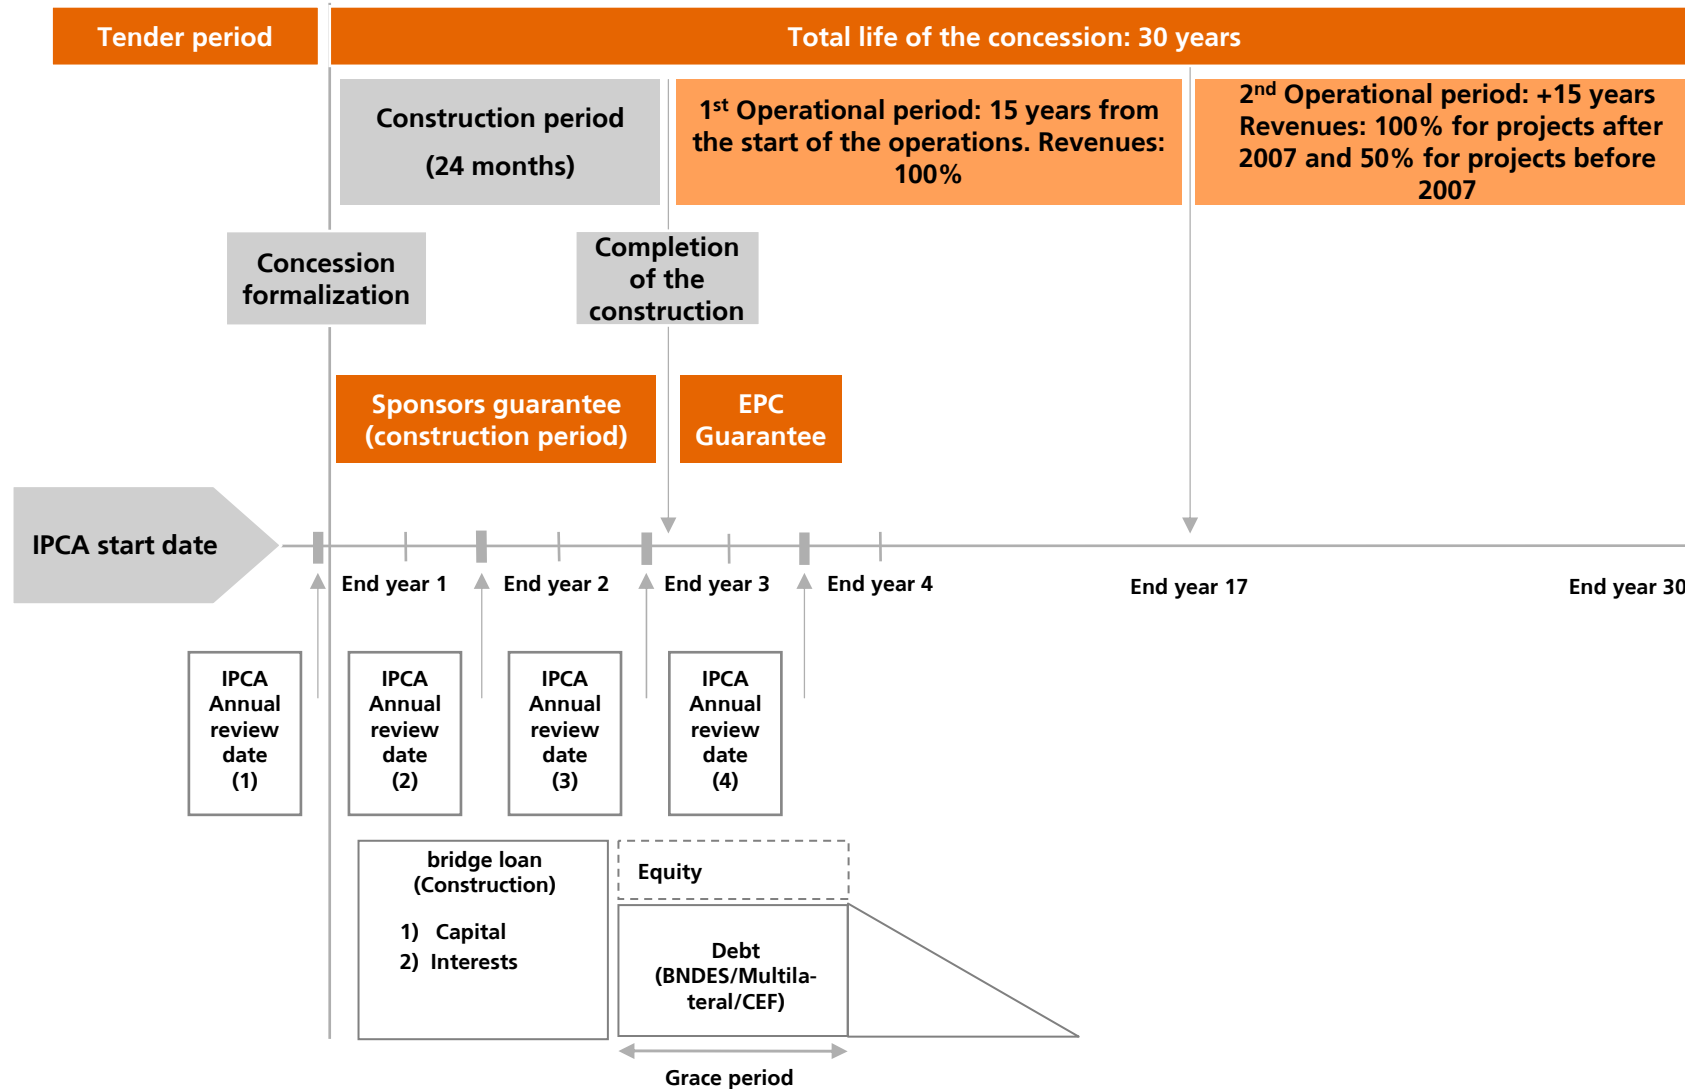 Tender period
Total life of the concession: 30 years
Construction period
(24 months)
1st Operational period: 15 years from
the start of the operations. Revenues:
100%
2nd Operational period: +15 years
Revenues: 100% for projects after
2007 and 50% for projects before
2007
Concession
formalization
Completion
of the
construction
Sponsors guarantee
(construction period)
EPC
Guarantee
IPCA start date
End year 1
End year 2
End year 3
End year 4
End year 17
End year 30
IPCA
Annual
review
date
(1)
IPCA
Annual
review
date
(2)
IPCA
Annual
review
date
(3)
IPCA
Annual
review
date
(4)
bridge loan
(Construction)
1) Capital
2) Interests
Equity
Debt
(BNDES/Multila-
teral/CEF)
Grace period